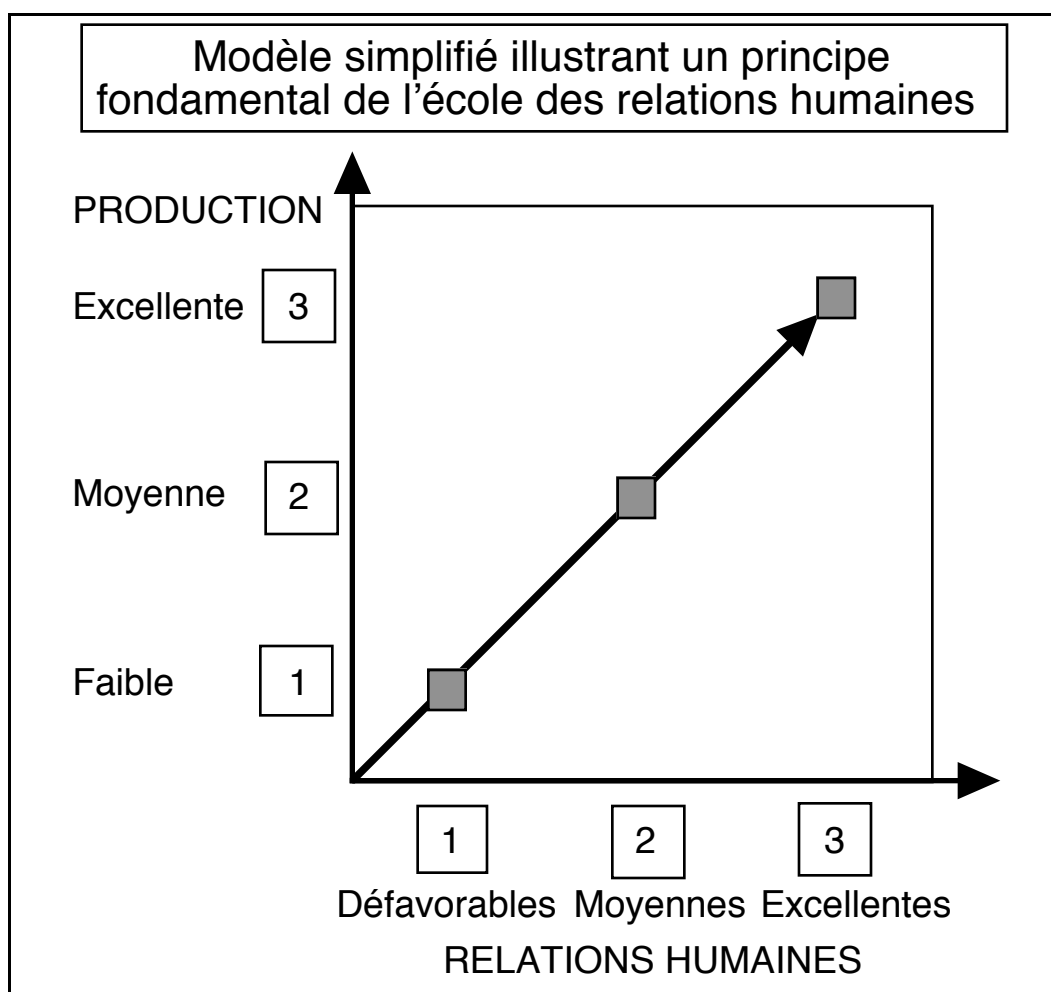 Modèle simplifié illustrant un principe
fondamental de l'école des relations humaines
PRODUCTION
Excellente 3
Moyenne 2
Faible 1
1 2 3
Défavorables Moyennes Excellentes
RELATIONS HUMAINES